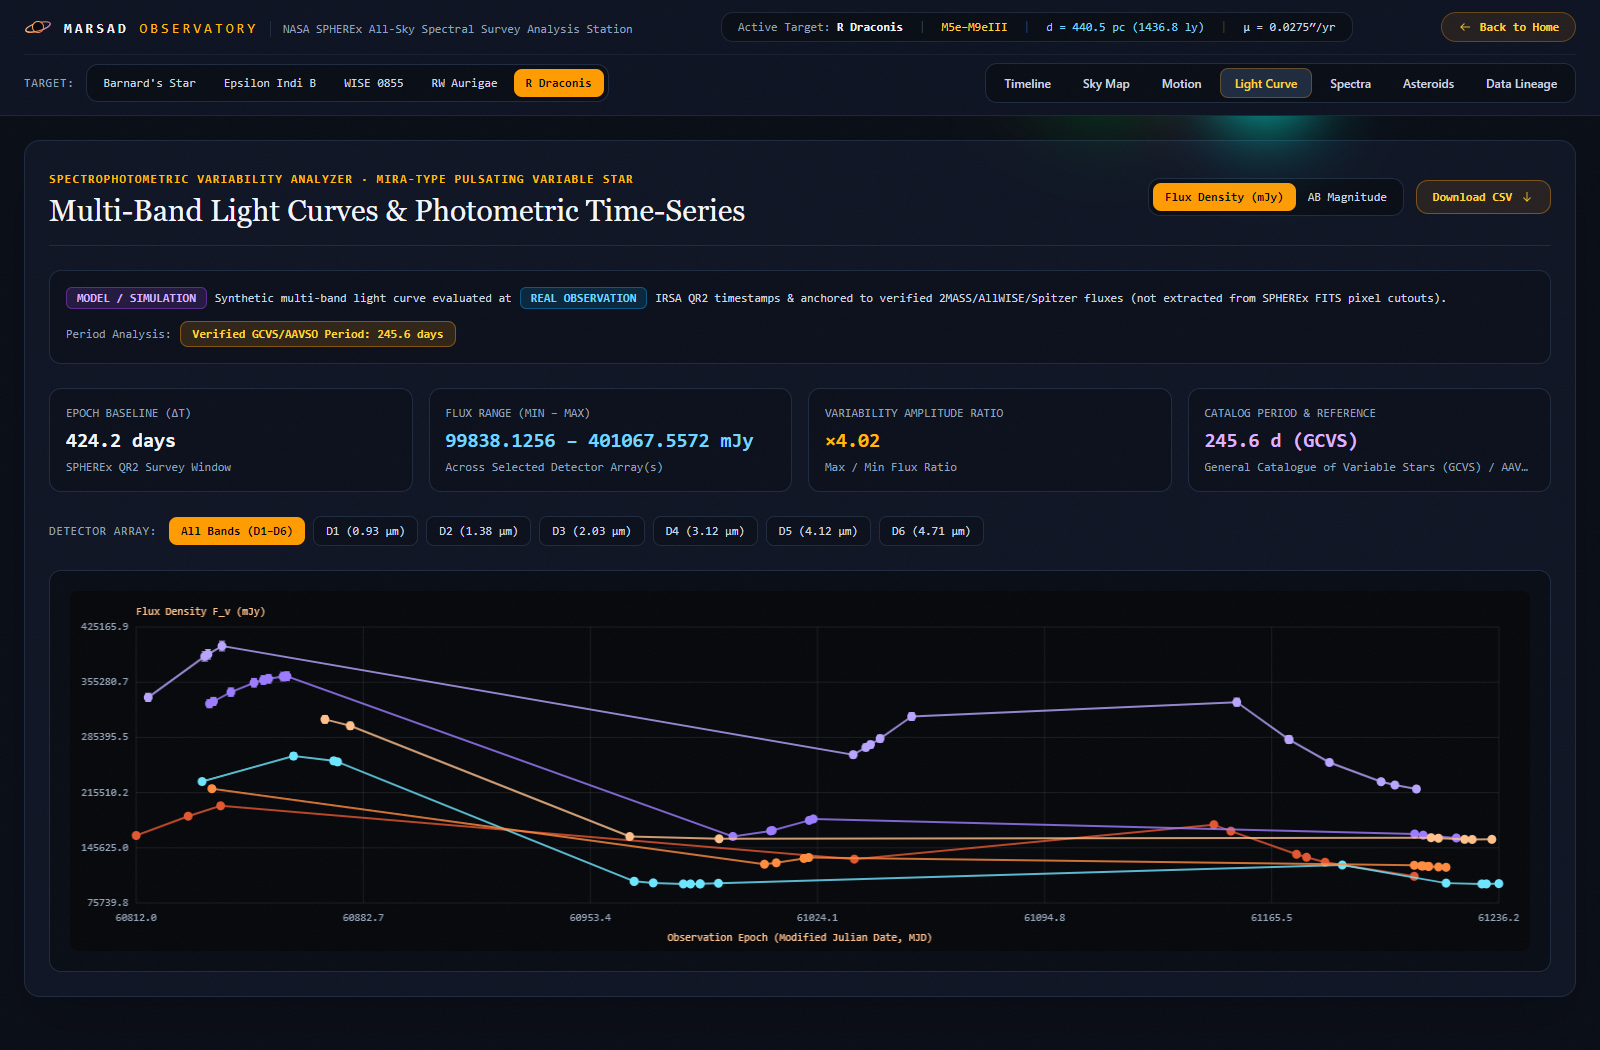 MARSAD OBSERVATORY
NASA SPHEREx All-Sky Spectral Survey Analysis Station
Active Target: R Draconis | M5e–M9eIII | d = 440.5 pc (1436.8 ly) | μ = 0.0275″/yr
← Back to Home
TARGET: Barnard's Star Epsilon Indi B WISE 0855 RW Aurigae R Draconis
Timeline Sky Map Motion Light Curve Spectra Asteroids Data Lineage
SPECTROPHOTOMETRIC VARIABILITY ANALYZER · MIRA-TYPE PULSATING VARIABLE STAR
Multi-Band Light Curves & Photometric Time-Series
Flux Density (mJy) AB Magnitude
Download CSV ↓
MODEL / SIMULATION Synthetic multi-band light curve evaluated at REAL OBSERVATION IRSA QR2 timestamps & anchored to verified 2MASS/AllWISE/Spitzer fluxes (not extracted from SPHEREx FITS pixel cutouts).
Period Analysis: Verified GCVS/AAVSO Period: 245.6 days
EPOCH BASELINE (ΔT)
424.2 days
SPHEREx QR2 Survey Window
FLUX RANGE (MIN – MAX)
99838.1256 – 401067.5572 mJy
Across Selected Detector Array(s)
VARIABILITY AMPLITUDE RATIO
×4.02
Max / Min Flux Ratio
CATALOG PERIOD & REFERENCE
245.6 d (GCVS)
General Catalogue of Variable Stars (GCVS) / AAV…
DETECTOR ARRAY: All Bands (D1–D6) D1 (0.93 μm) D2 (1.38 μm) D3 (2.03 μm) D4 (3.12 μm) D5 (4.12 μm) D6 (4.71 μm)
Flux Density F_ν (mJy)
425165.9
355280.7
285395.5
215510.2
145625.0
75739.8
60812.0 60882.7 60953.4 61024.1 61094.8 61165.5 61236.2
Observation Epoch (Modified Julian Date, MJD)